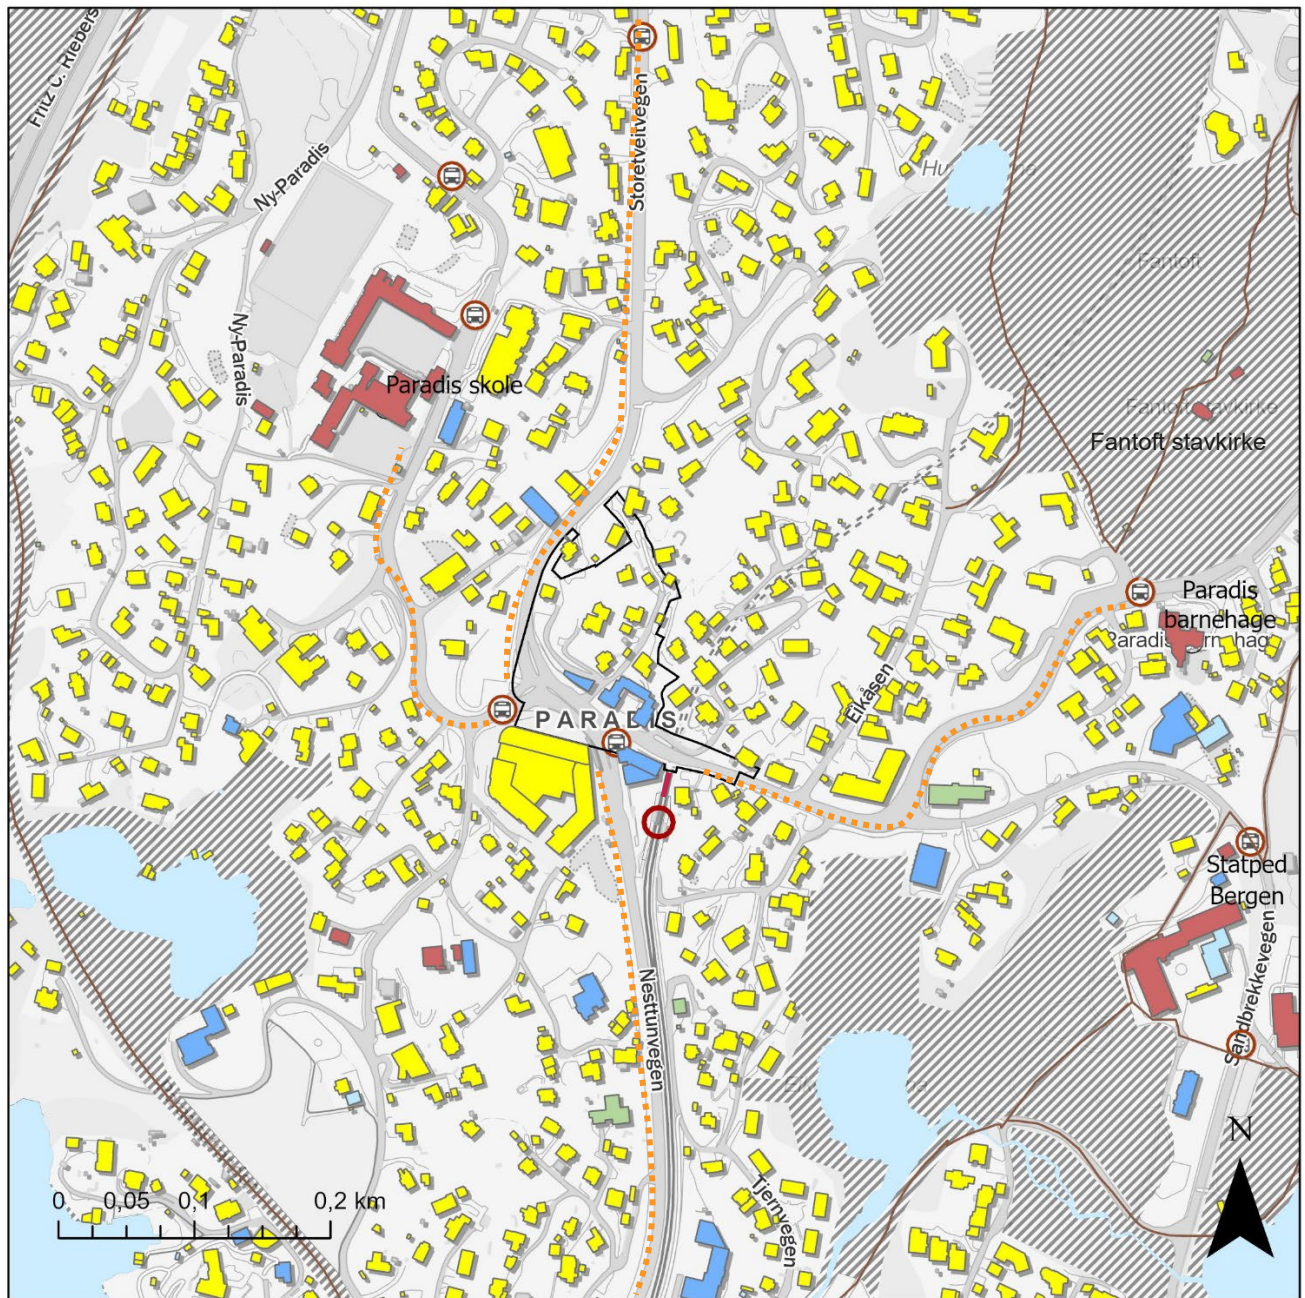 Fritz C. Riebers
Storetveitvegen
Ny-Paradis
Fantoft
Ny-Paradis
Paradis skole
Fantoft stavkirke
Paradis
barnehage
Eikåsen
PARADIS
Statped
Bergen
Nesttunvegen
Sandbrekkevegen
Tjernvegen
N
0 0,05 0,1 0,2 km